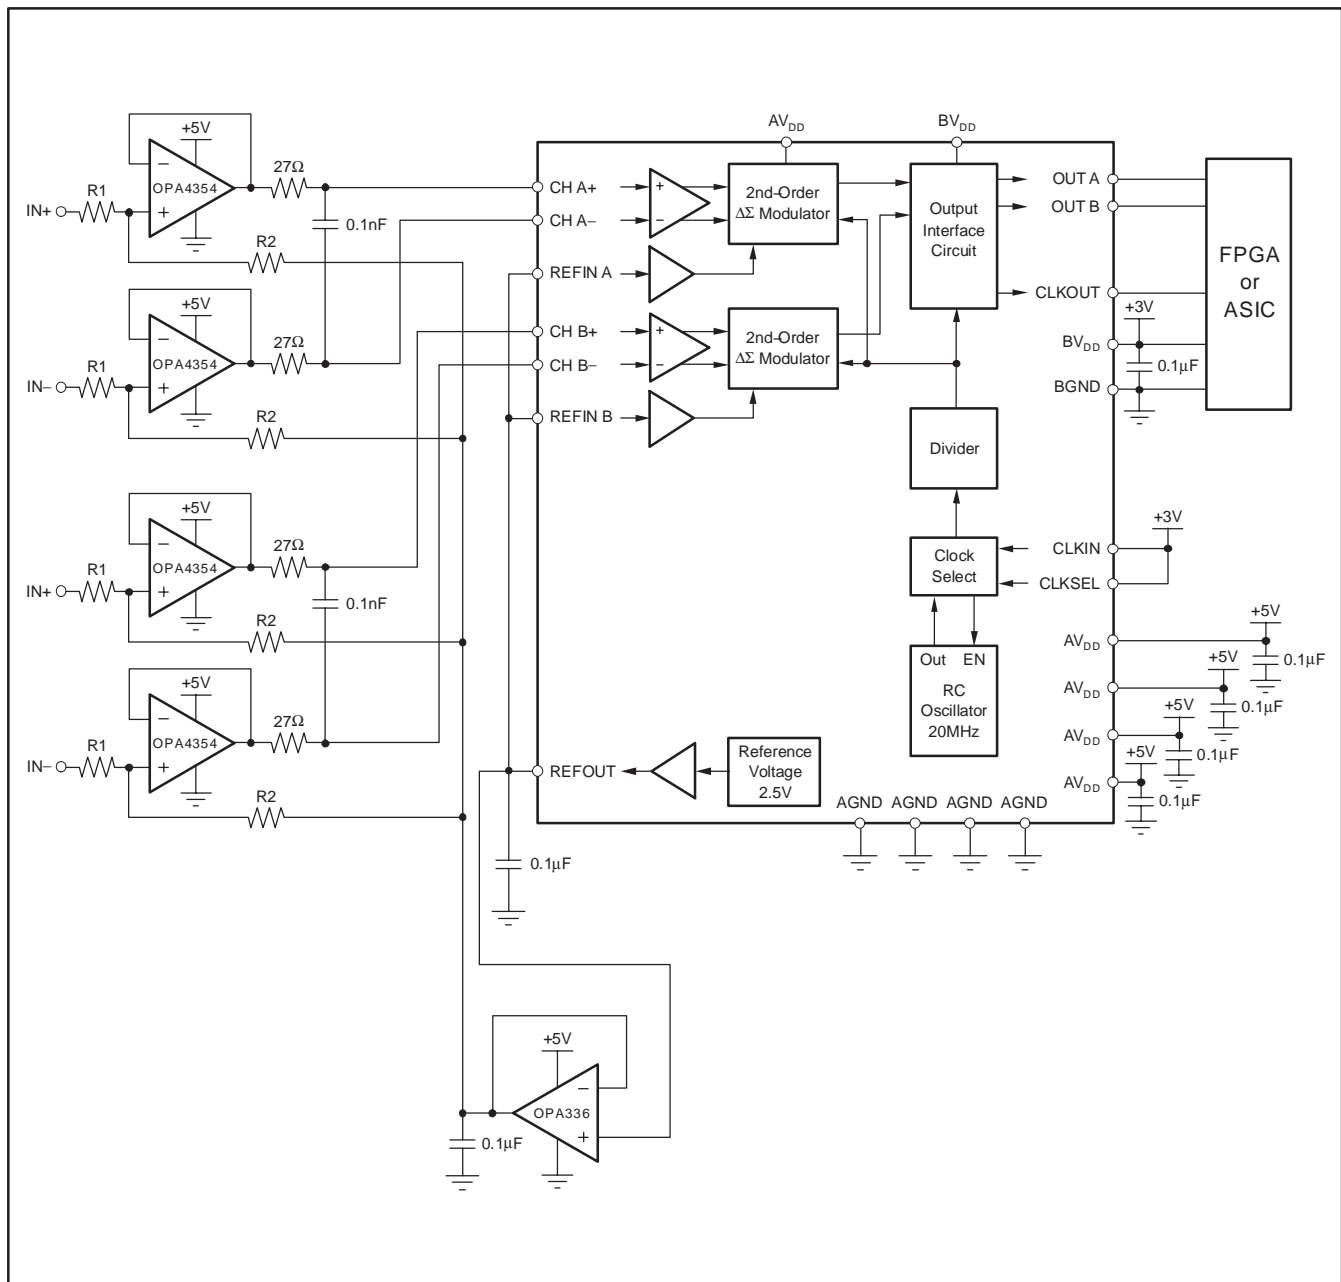 +5V
OPA4354
−
+
27Ω
R1
IN+
R2
0.1nF
+5V
OPA4354
−
+
27Ω
R1
IN−
R2
+5V
OPA4354
−
+
27Ω
R1
IN+
R2
0.1nF
+5V
OPA4354
−
+
27Ω
R1
IN−
R2
AVDD
BVDD
CH A+
CH A−
REFIN A
CH B+
CH B−
REFIN B
+
−
+
−
2nd-Order
ΔΣ Modulator
2nd-Order
ΔΣ Modulator
Output
Interface
Circuit
Divider
Clock
Select
Out EN
RC
Oscillator
20MHz
REFOUT
Reference
Voltage
2.5V
AGND AGND AGND AGND
OUT A
OUT B
CLKOUT
BVDD
BGND
+3V
0.1μF
FPGA
or
ASIC
CLKIN
CLKSEL
+3V
AVDD
+5V
0.1μF
AVDD
+5V
0.1μF
AVDD
+5V
0.1μF
AVDD
+5V
0.1μF
0.1μF
+5V
−
OPA336
+
0.1μF